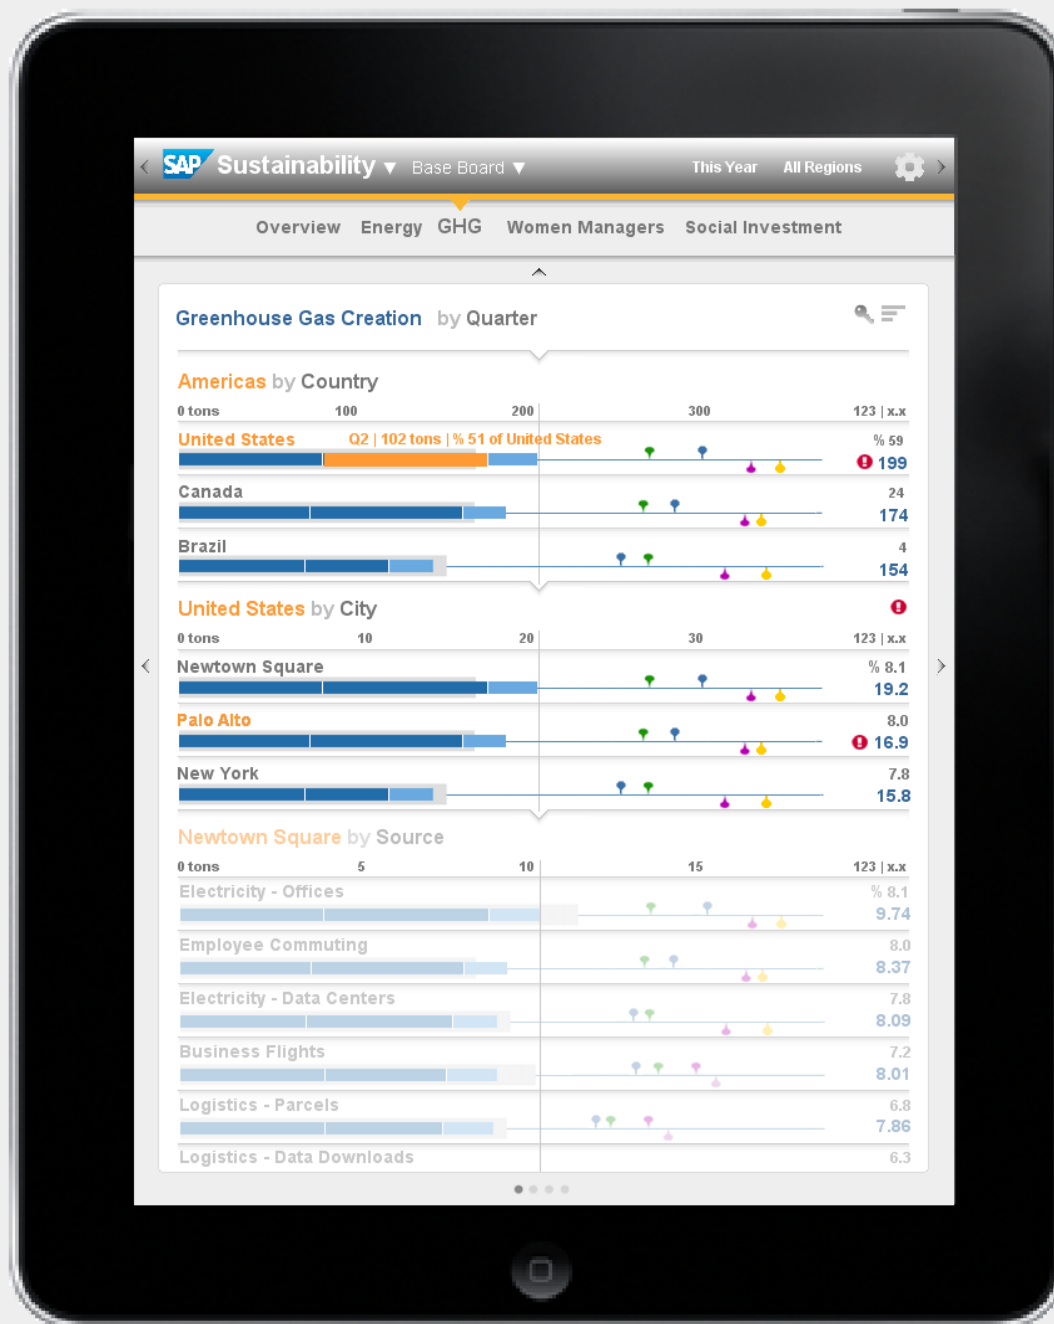 SAP Sustainability ▼ Base Board ▼ This Year All Regions
Overview Energy GHG Women Managers Social Investment
Greenhouse Gas Creation by Quarter
Americas by Country
0 tons 100 200 300 123 | x.x
United States Q2 | 102 tons | % 51 of United States % 59
199
Canada 24
174
Brazil 4
154
United States by City
0 tons 10 20 30 123 | x.x
Newtown Square % 8.1
19.2
Palo Alto 8.0
16.9
New York 7.8
15.8
Newtown Square by Source
0 tons 5 10 15 123 | x.x
Electricity - Offices % 8.1
9.74
Employee Commuting 8.0
8.37
Electricity - Data Centers 7.8
8.09
Business Flights 7.2
8.01
Logistics - Parcels 6.8
7.86
Logistics - Data Downloads 6.3